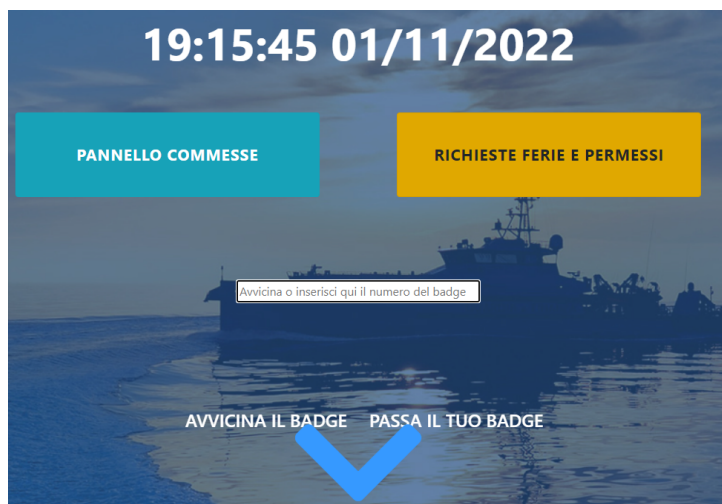 19:15:45 01/11/2022
PANNELLO COMMESSE
RICHIESTE FERIE E PERMESSI
Avvicina o inserisci qui il numero del badge
AVVICINA IL BADGE PASSA IL TUO BADGE